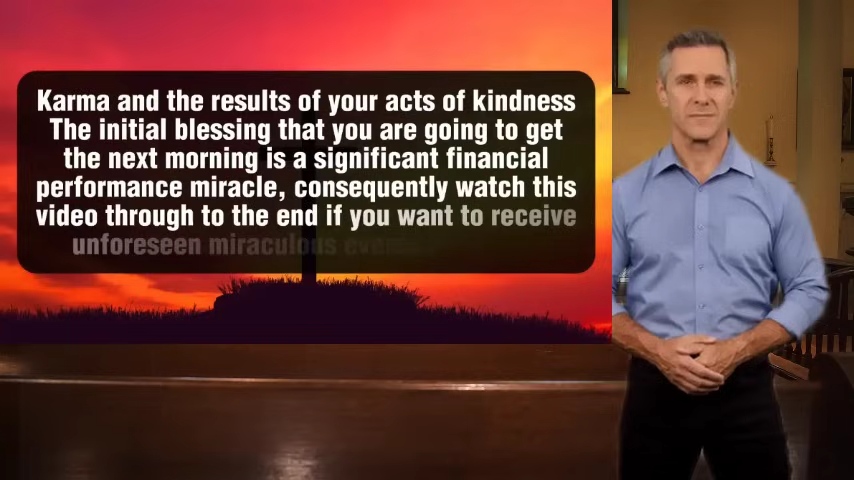 Karma and the results of your acts of kindness
The initial blessing that you are going to get
the next morning is a significant financial
performance miracle, consequently watch this
video through to the end if you want to receive
unforeseen miraculous